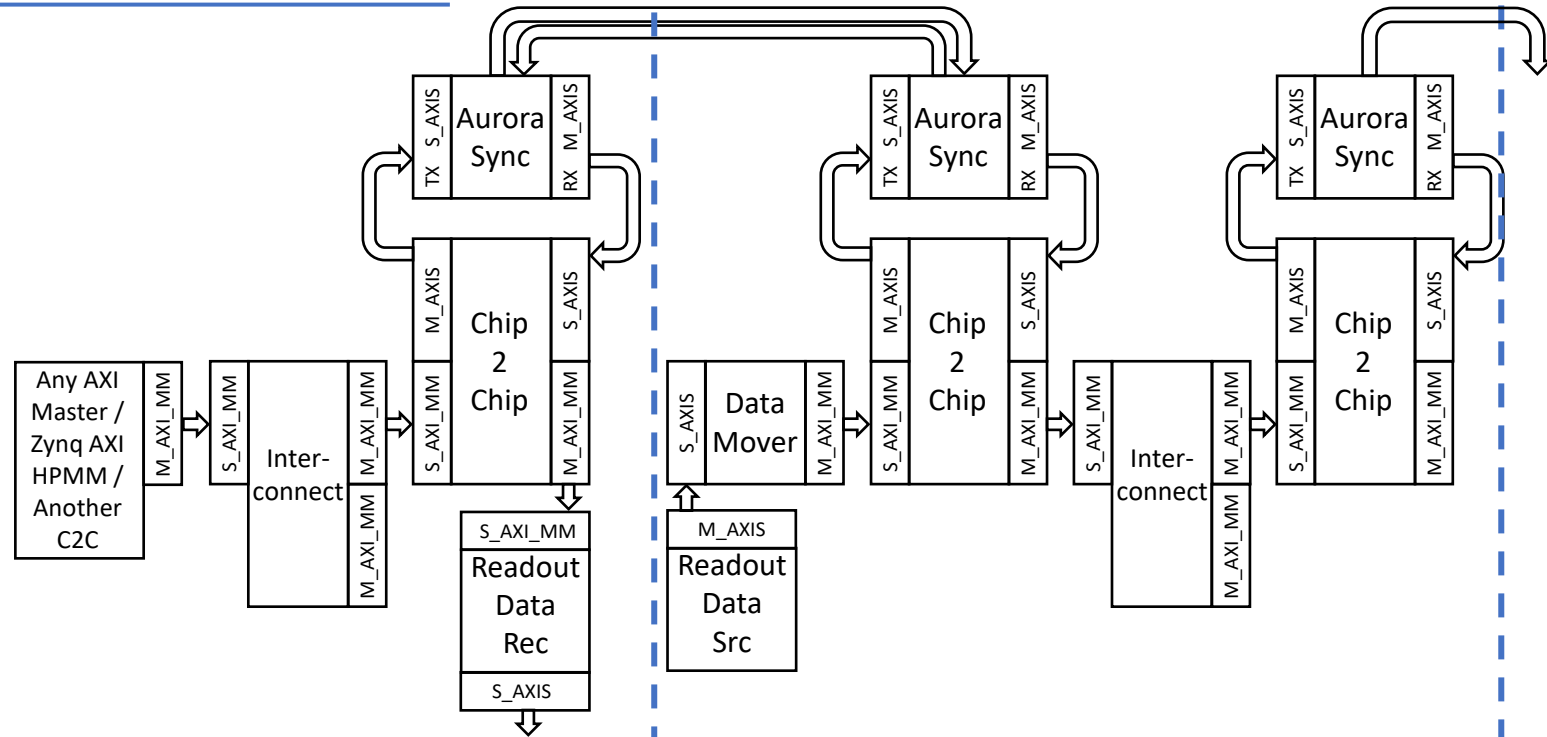 TX S_AXIS
Aurora
Sync
RX M_AXIS
TX S_AXIS
Aurora
Sync
RX M_AXIS
TX S_AXIS
Aurora
Sync
RX M_AXIS
M_AXIS
S_AXI_MM
Chip
2
Chip
S_AXIS
M_AXI_MM
M_AXIS
S_AXI_MM
Chip
2
Chip
S_AXIS
M_AXI_MM
M_AXIS
S_AXI_MM
Chip
2
Chip
S_AXIS
M_AXI_MM
Any AXI
Master /
Zynq AXI
HPMM /
Another
C2C
M_AXI_MM
S_AXI_MM
Inter-
connect
M_AXI_MM
M_AXI_MM
S_AXIS
Data
Mover
M_AXI_MM
S_AXI_MM
Inter-
connect
M_AXI_MM
M_AXI_MM
S_AXI_MM
Readout
Data
Rec
S_AXIS
M_AXIS
Readout
Data
Src